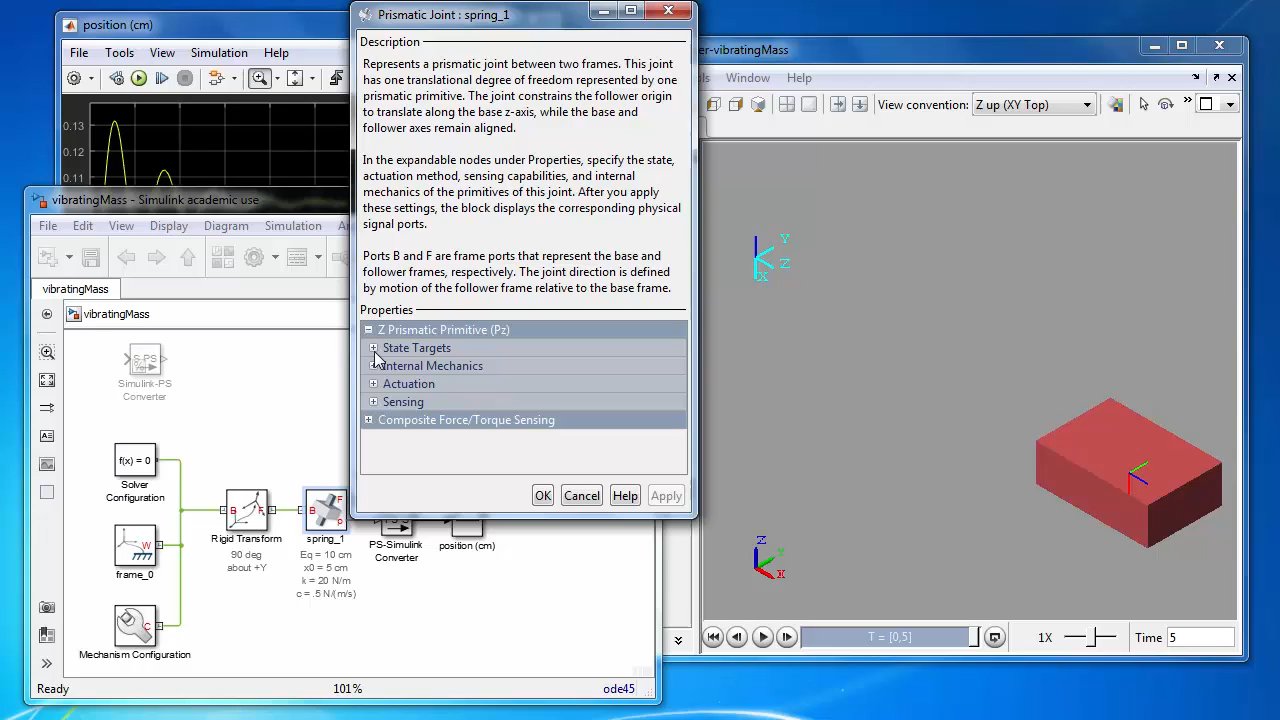 position (cm)
File Tools View Simulation Help
0.13
0.12
0.11
vibratingMass - Simulink academic use
File Edit View Display Diagram Simulation
vibratingMass
vibratingMass
S PS
Simulink-PS
Converter
f(x) = 0
Solver
Configuration
W
frame_0
C
Mechanism Configuration
B F
Rigid Transform
90 deg
about +Y
B F
P
spring_1
Eq = 10 cm
x0 = 5 cm
k = 20 N/m
c = .5 N/(m/s)
PS S
PS-Simulink
Converter
position (cm)
Ready 101% ode45
Prismatic Joint : spring_1
Description
Represents a prismatic joint between two frames. This joint
has one translational degree of freedom represented by one
prismatic primitive. The joint constrains the follower origin
to translate along the base z-axis, while the base and
follower axes remain aligned.
In the expandable nodes under Properties, specify the state,
actuation method, sensing capabilities, and internal
mechanics of the primitives of this joint. After you apply
these settings, the block displays the corresponding physical
signal ports.
Ports B and F are frame ports that represent the base and
follower frames, respectively. The joint direction is defined
by motion of the follower frame relative to the base frame.
Properties
Z Prismatic Primitive (Pz)
State Targets
Internal Mechanics
Actuation
Sensing
Composite Force/Torque Sensing
OK Cancel Help Apply
er-vibratingMass
ls Window Help
View convention: Z up (XY Top)
Y
Z
X
Z
Y
X
T = [0,5] 1X Time 5